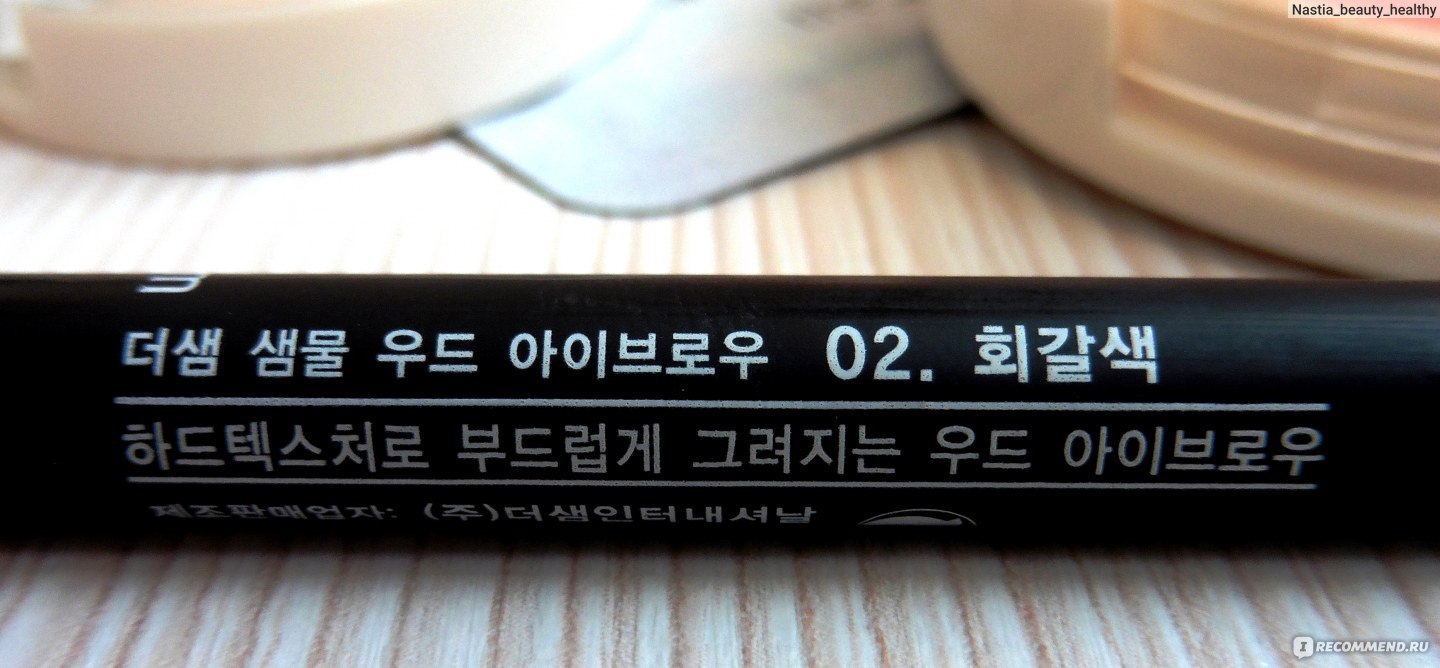 Nastia_beauty_healthy
더샘 샘물 우드 아이브로우 02. 회갈색
하드텍스처로 부드럽게 그려지는 우드 아이브로우
제조판매업자: (주)더샘인터내셔날
IRECOMMEND.RU